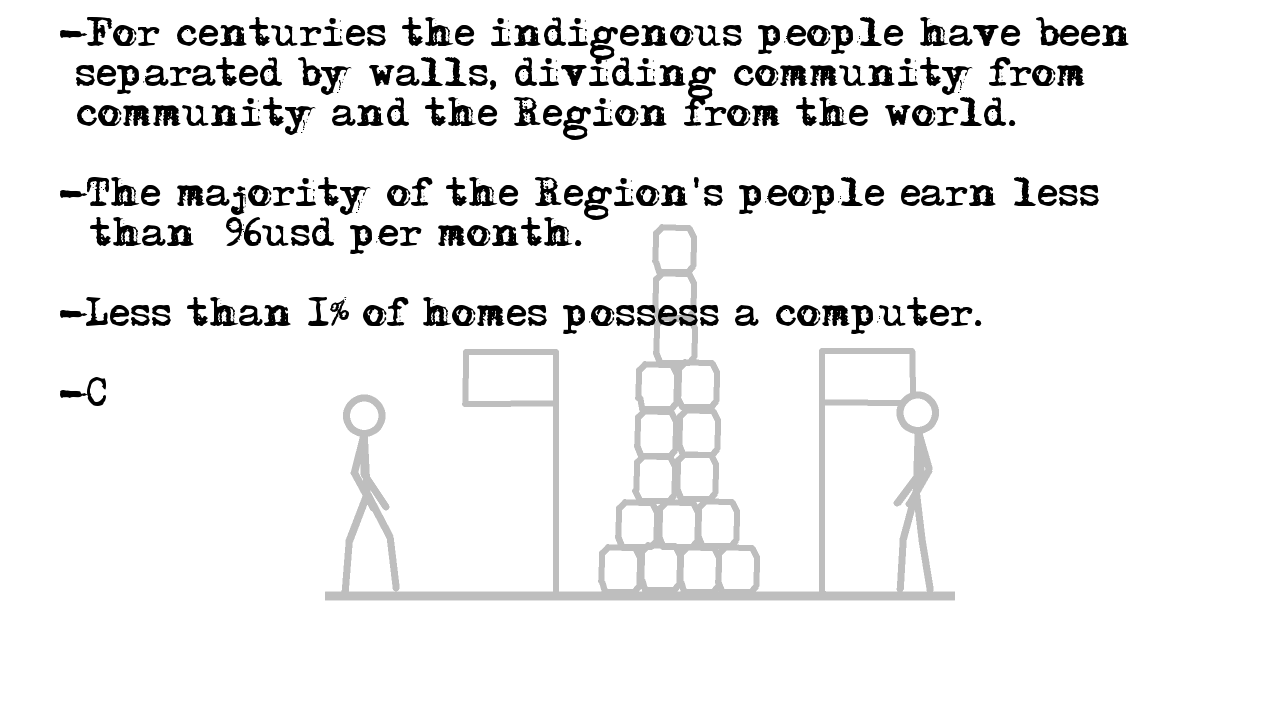 -For centuries the indigenous people have been
separated by walls, dividing community from
community and the Region from the world.
-The majority of the Region's people earn less
than 96usd per month.
-Less than 1% of homes possess a computer.
-C